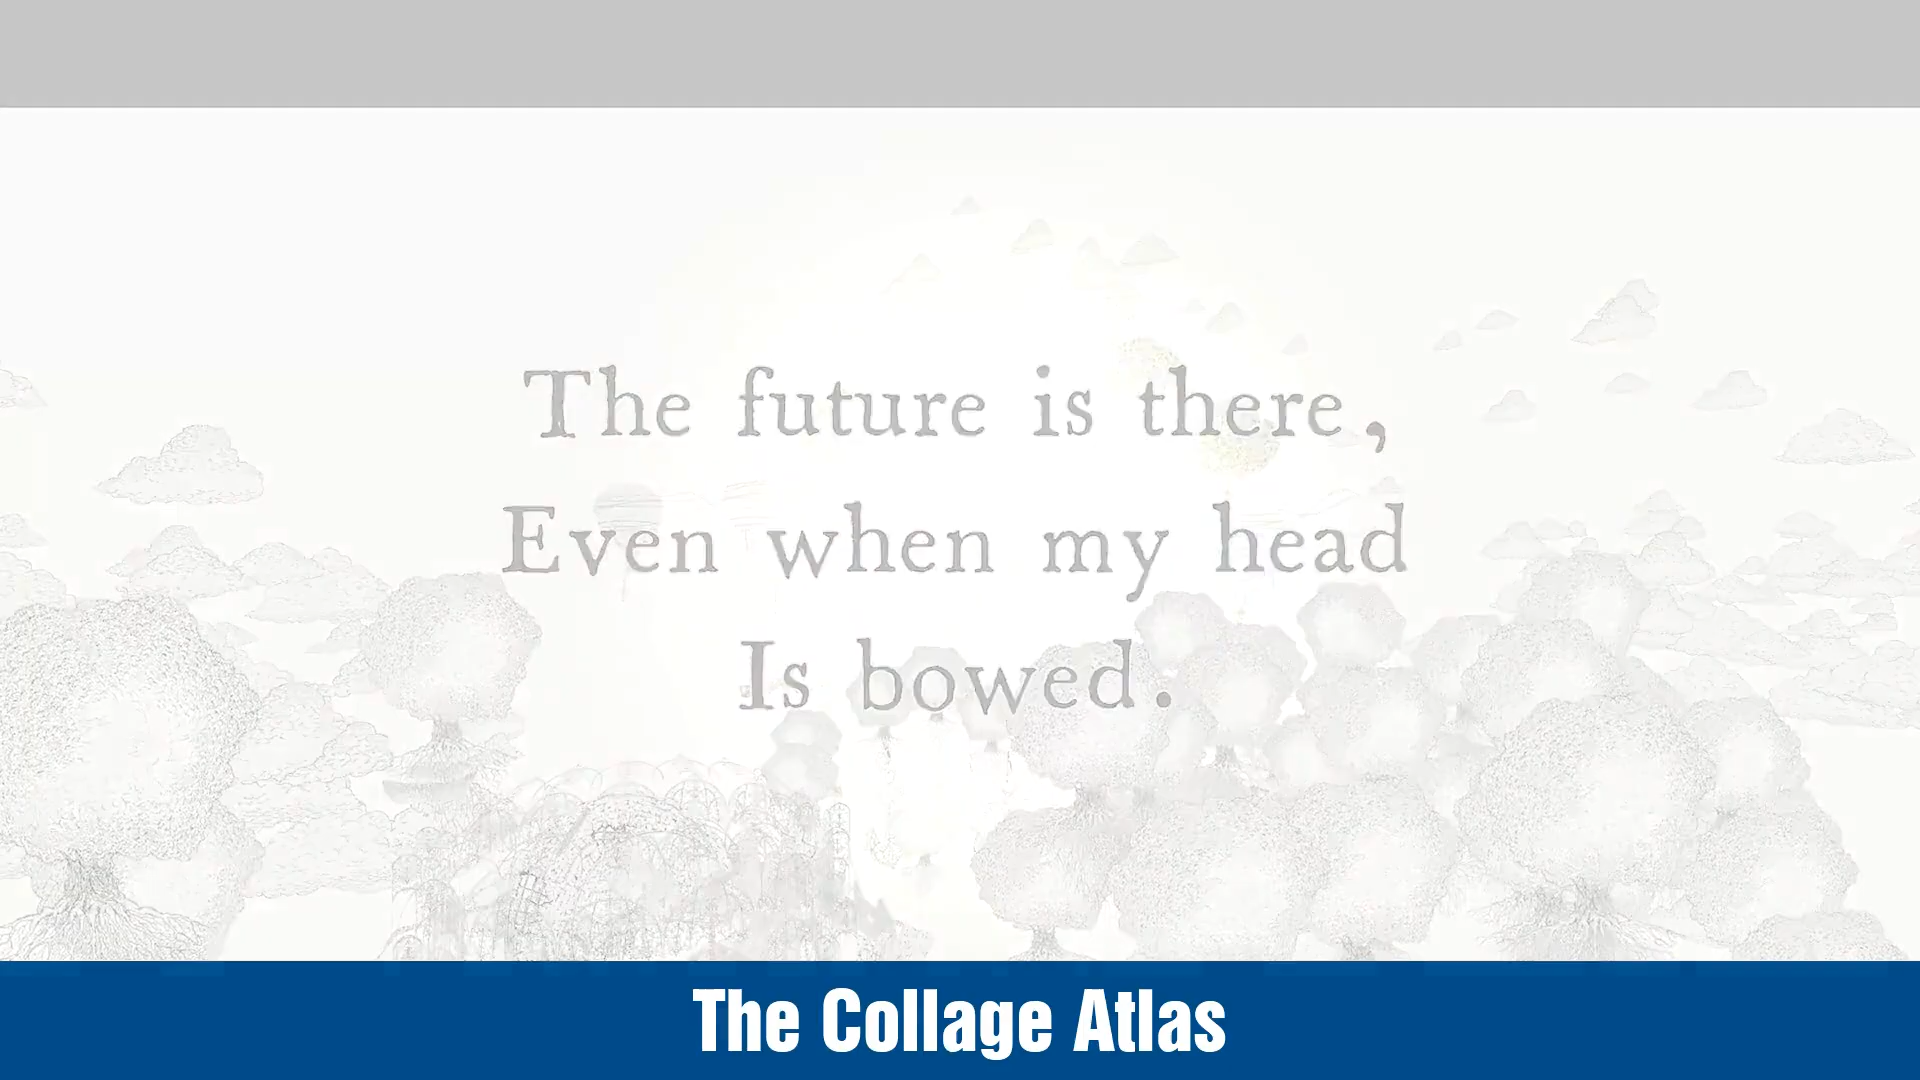 The future is there,
Even when my head
Is bowed.
The Collage Atlas